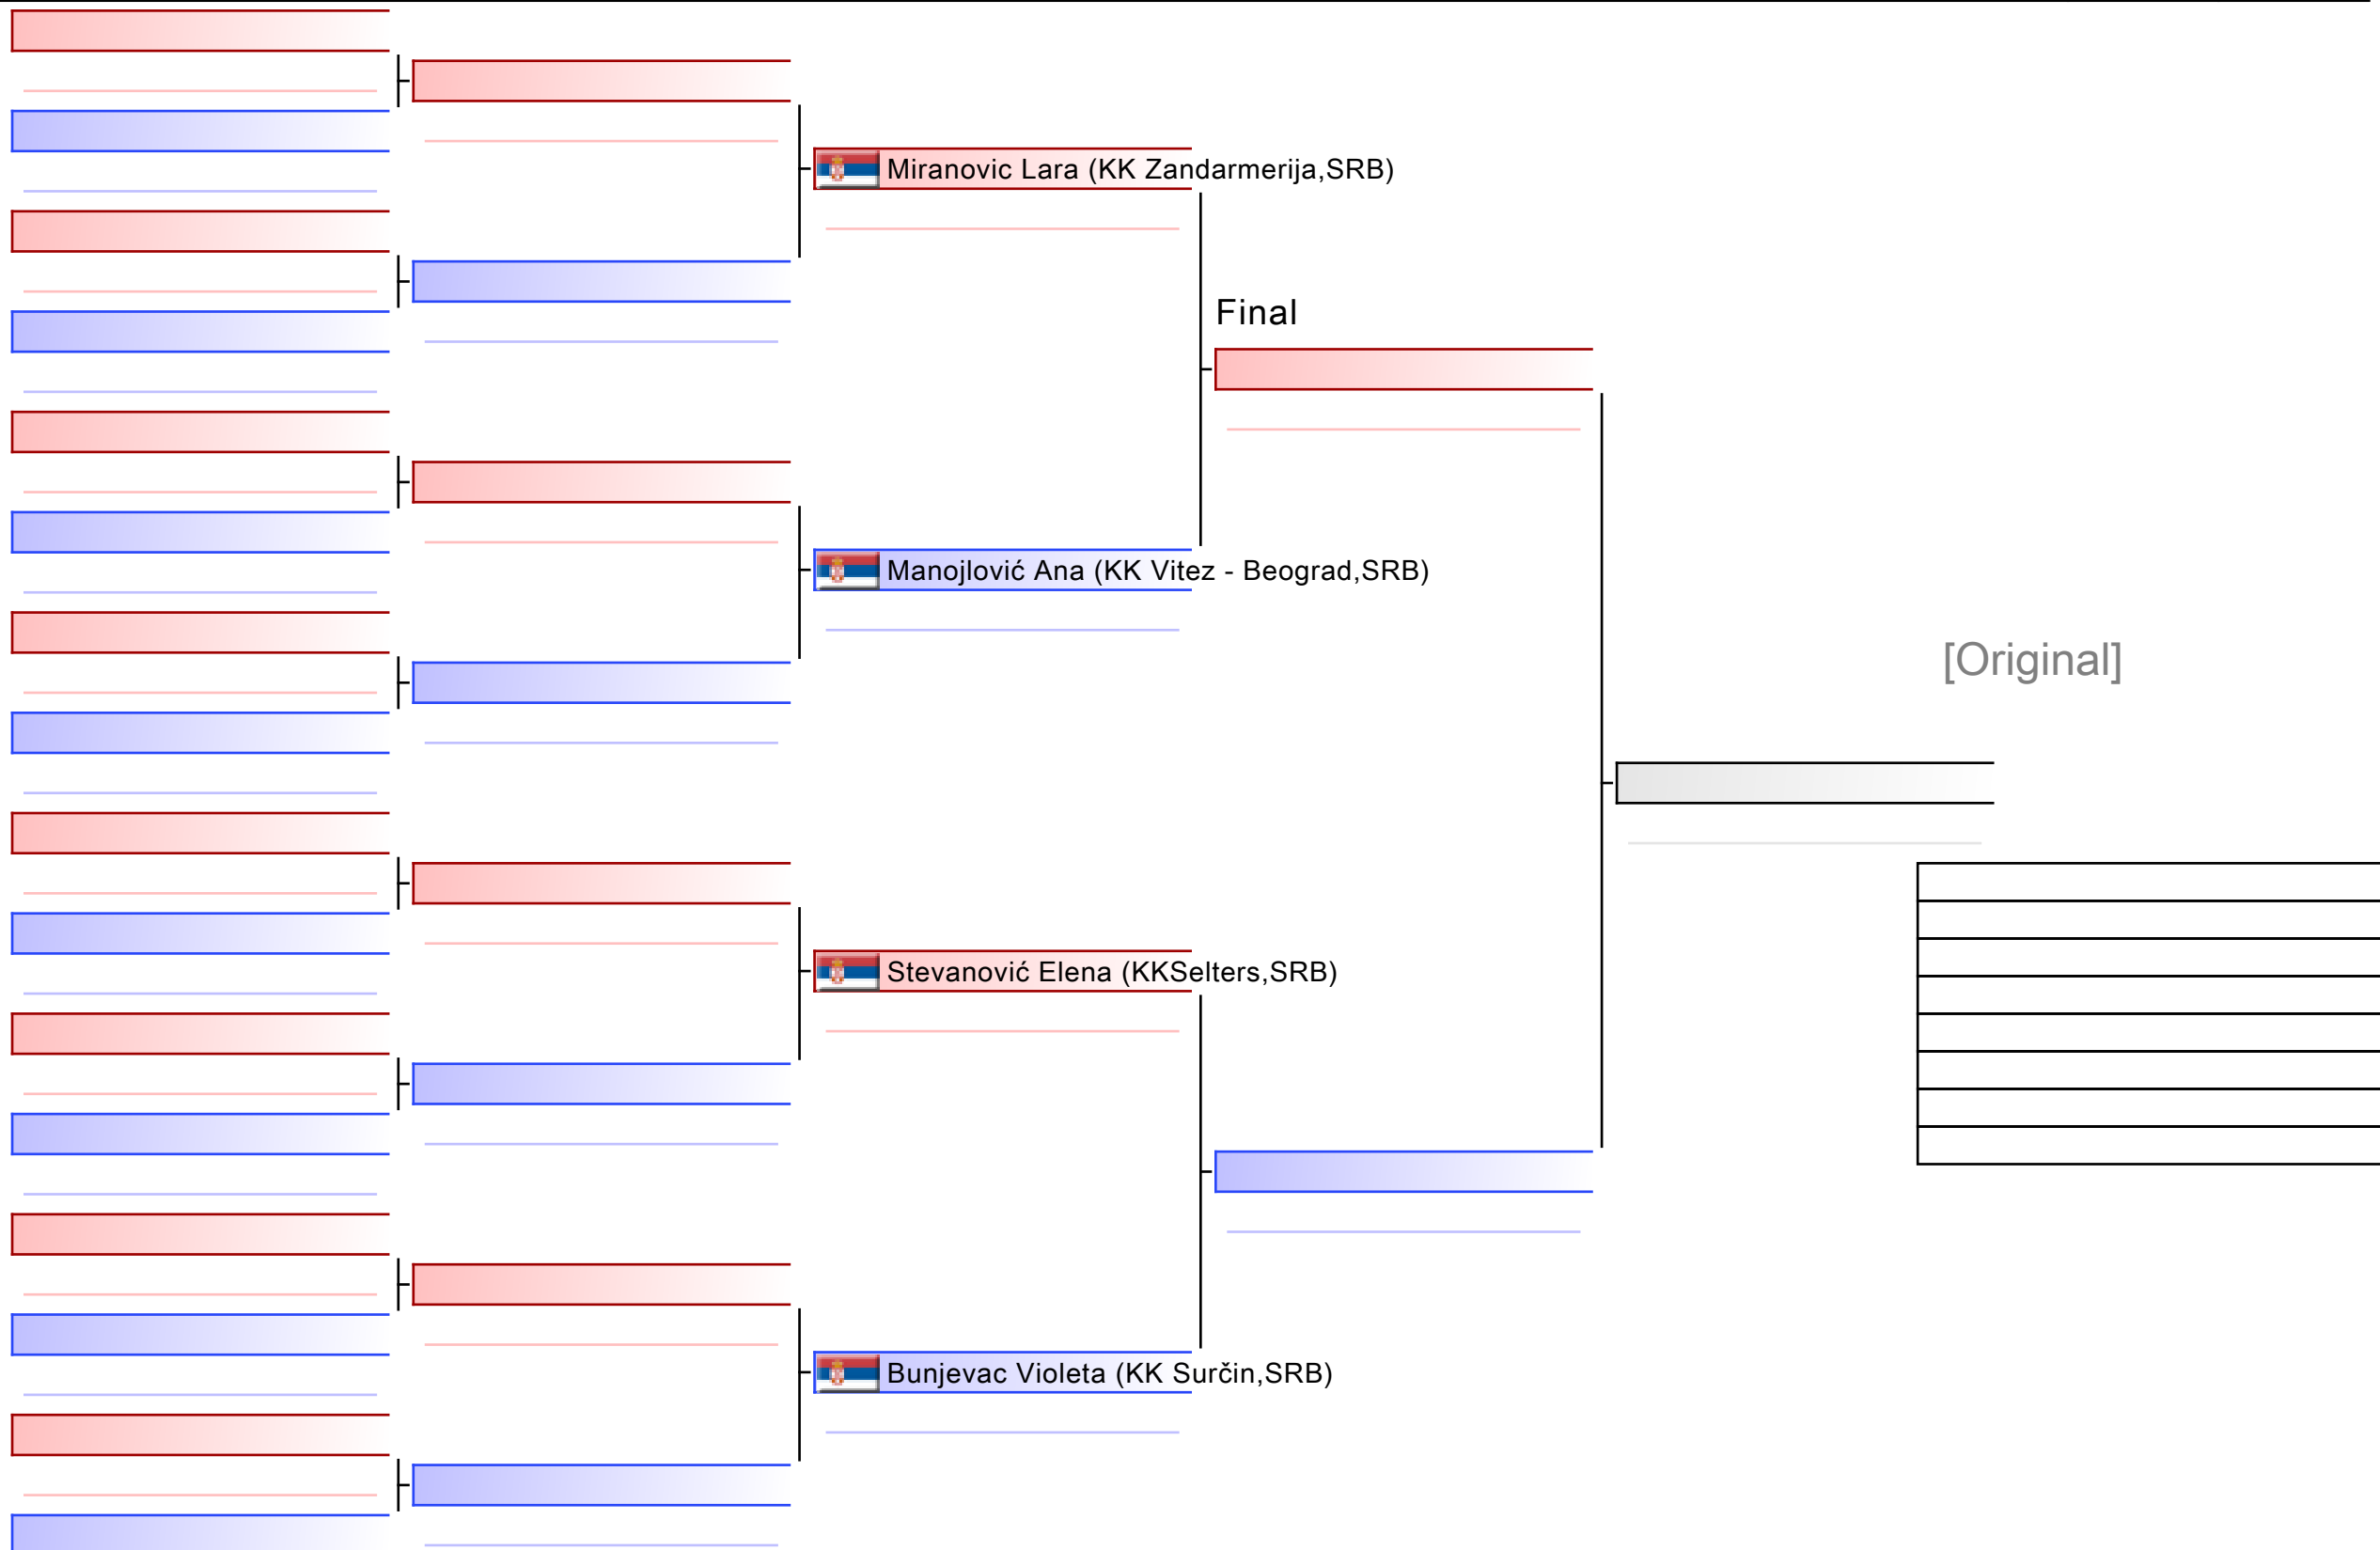 Miranovic Lara (KK Zandarmerija,SRB)
Final
Manojlović Ana (KK Vitez - Beograd,SRB)
[Original]
Stevanović Elena (KKSelters,SRB)
Bunjevac Violeta (KK Surčin,SRB)